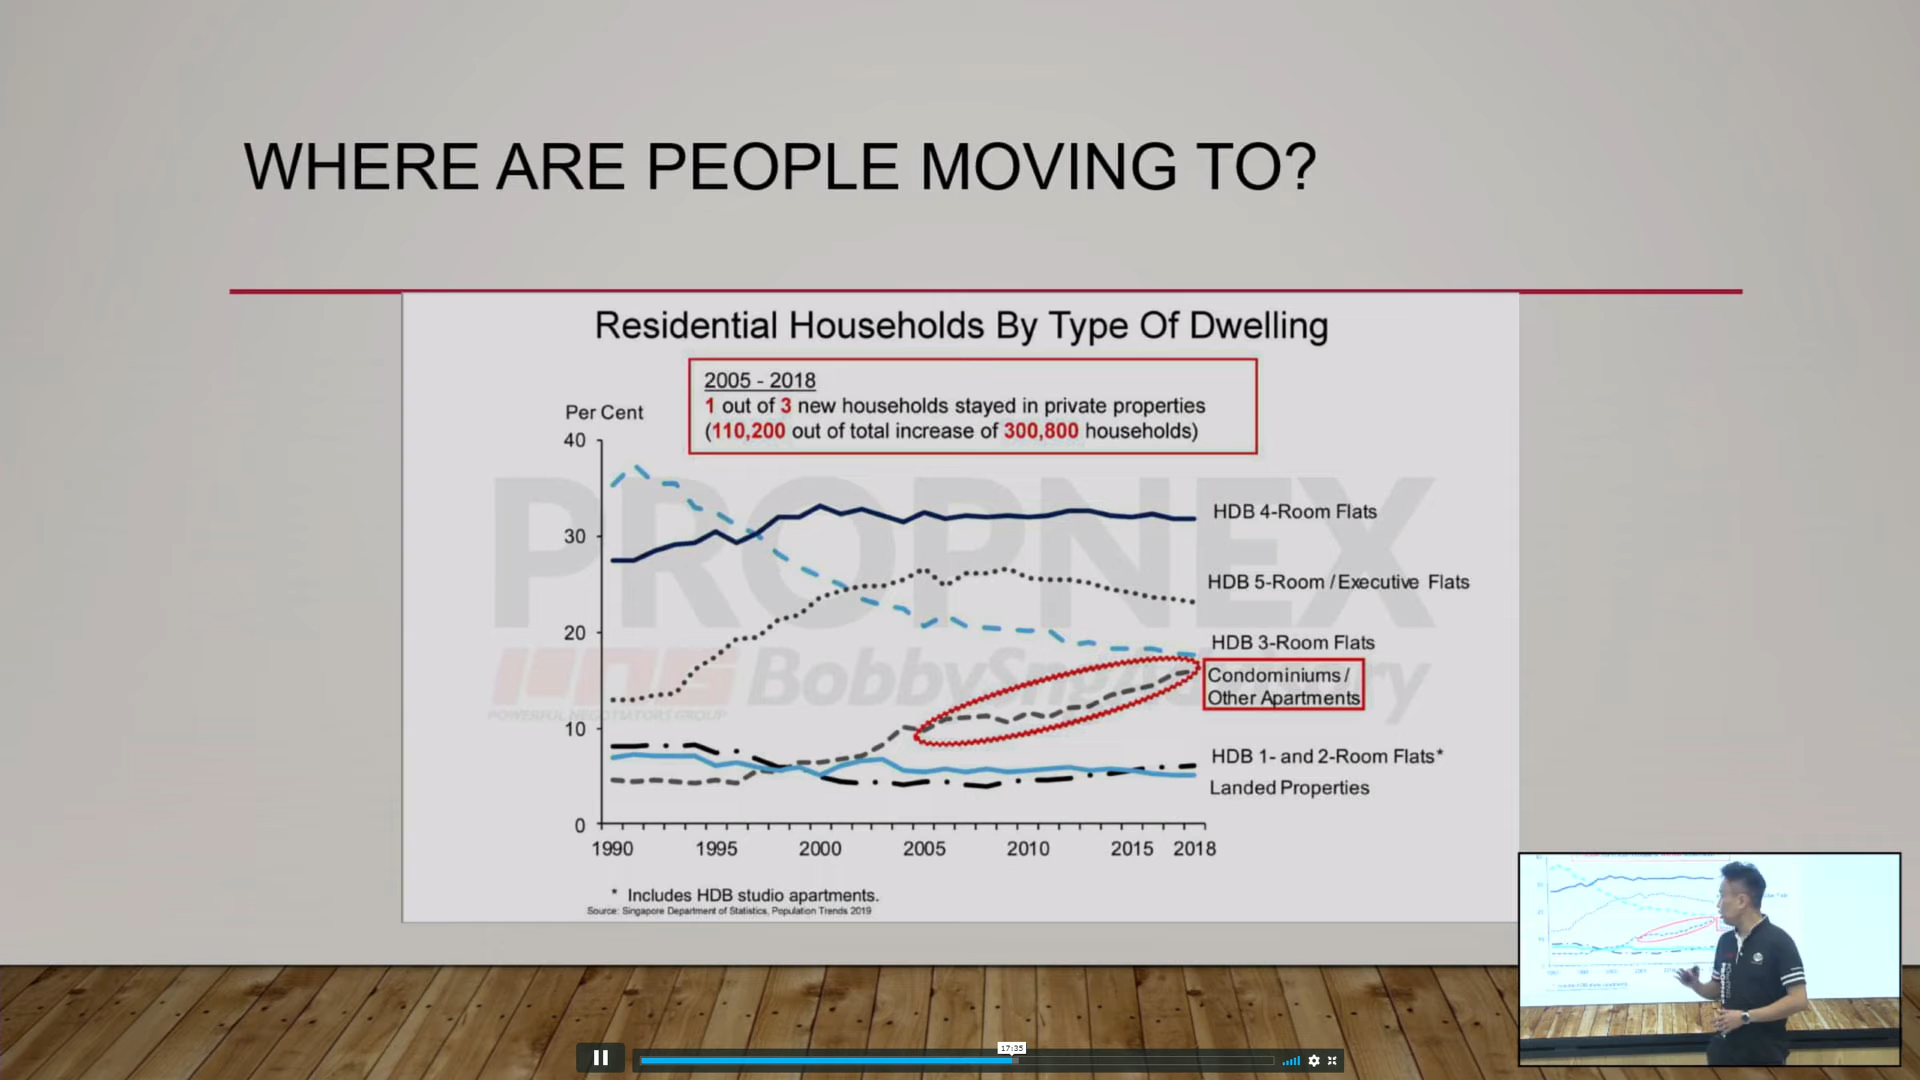 WHERE ARE PEOPLE MOVING TO?
Residential Households By Type Of Dwelling
2005 - 2018
1 out of 3 new households stayed in private properties
(110,200 out of total increase of 300,800 households)
Per Cent
40
30
20
10
0
1990 1995 2000 2005 2010 2015 2018
HDB 4-Room Flats
HDB 5-Room / Executive Flats
HDB 3-Room Flats
Condominiums /
Other Apartments
HDB 1- and 2-Room Flats*
Landed Properties
PROPNEX
POWERFUL NEGOTIATORS GROUP
* Includes HDB studio apartments.
Source: Singapore Department of Statistics, Population Trends 2019
17:35